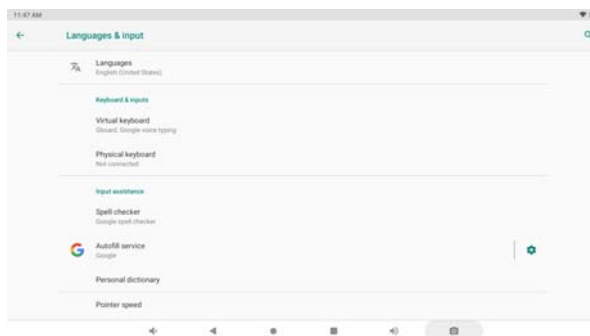 11:47 AM
Languages & input
Languages
English (United States)
Keyboard & inputs
Virtual keyboard
Gboard, Google voice typing
Physical keyboard
Not connected
Input assistance
Spell checker
Google spell checker
Autofill service
Google
Personal dictionary
Pointer speed